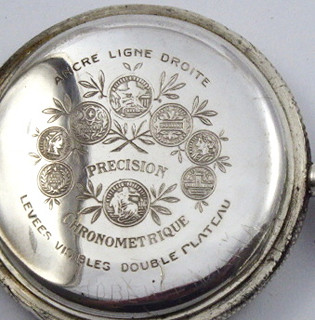 ANCRE LIGNE DROITE
PRECISION
CHRONOMETRIQUE
LEVEES VISIBLES DOUBLE PLATEAU